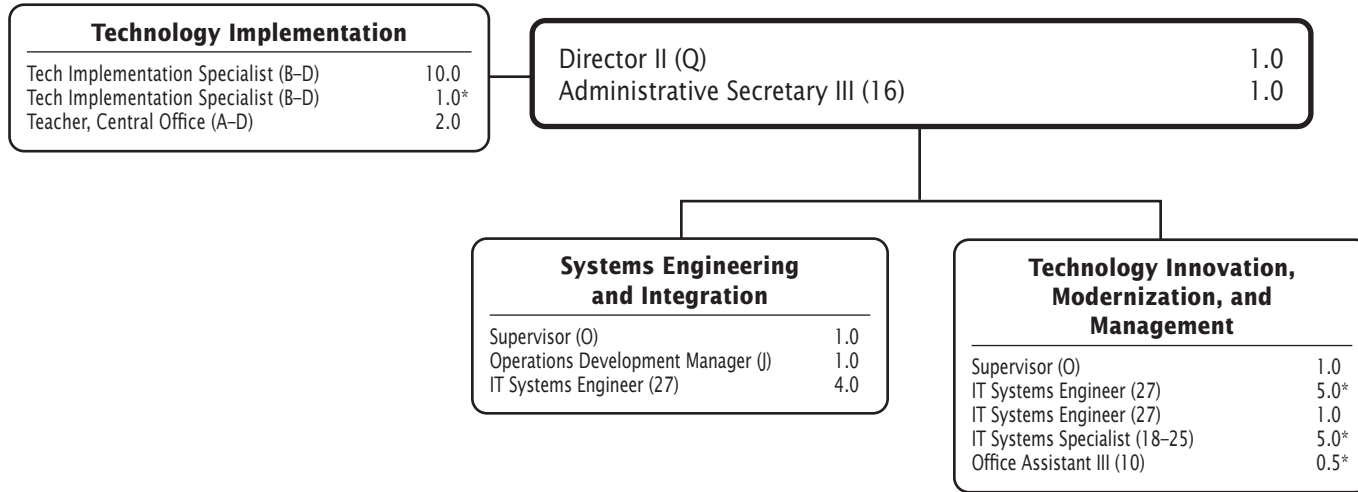 Technology Implementation
Tech Implementation Specialist (B–D) 10.0
Tech Implementation Specialist (B–D) 1.0*
Teacher, Central Office (A–D) 2.0
Director II (Q) 1.0
Administrative Secretary III (16) 1.0
Systems Engineering
and Integration
Supervisor (O) 1.0
Operations Development Manager (J) 1.0
IT Systems Engineer (27) 4.0
Technology Innovation,
Modernization, and
Management
Supervisor (O) 1.0
IT Systems Engineer (27) 5.0*
IT Systems Engineer (27) 1.0
IT Systems Specialist (18–25) 5.0*
Office Assistant III (10) 0.5*